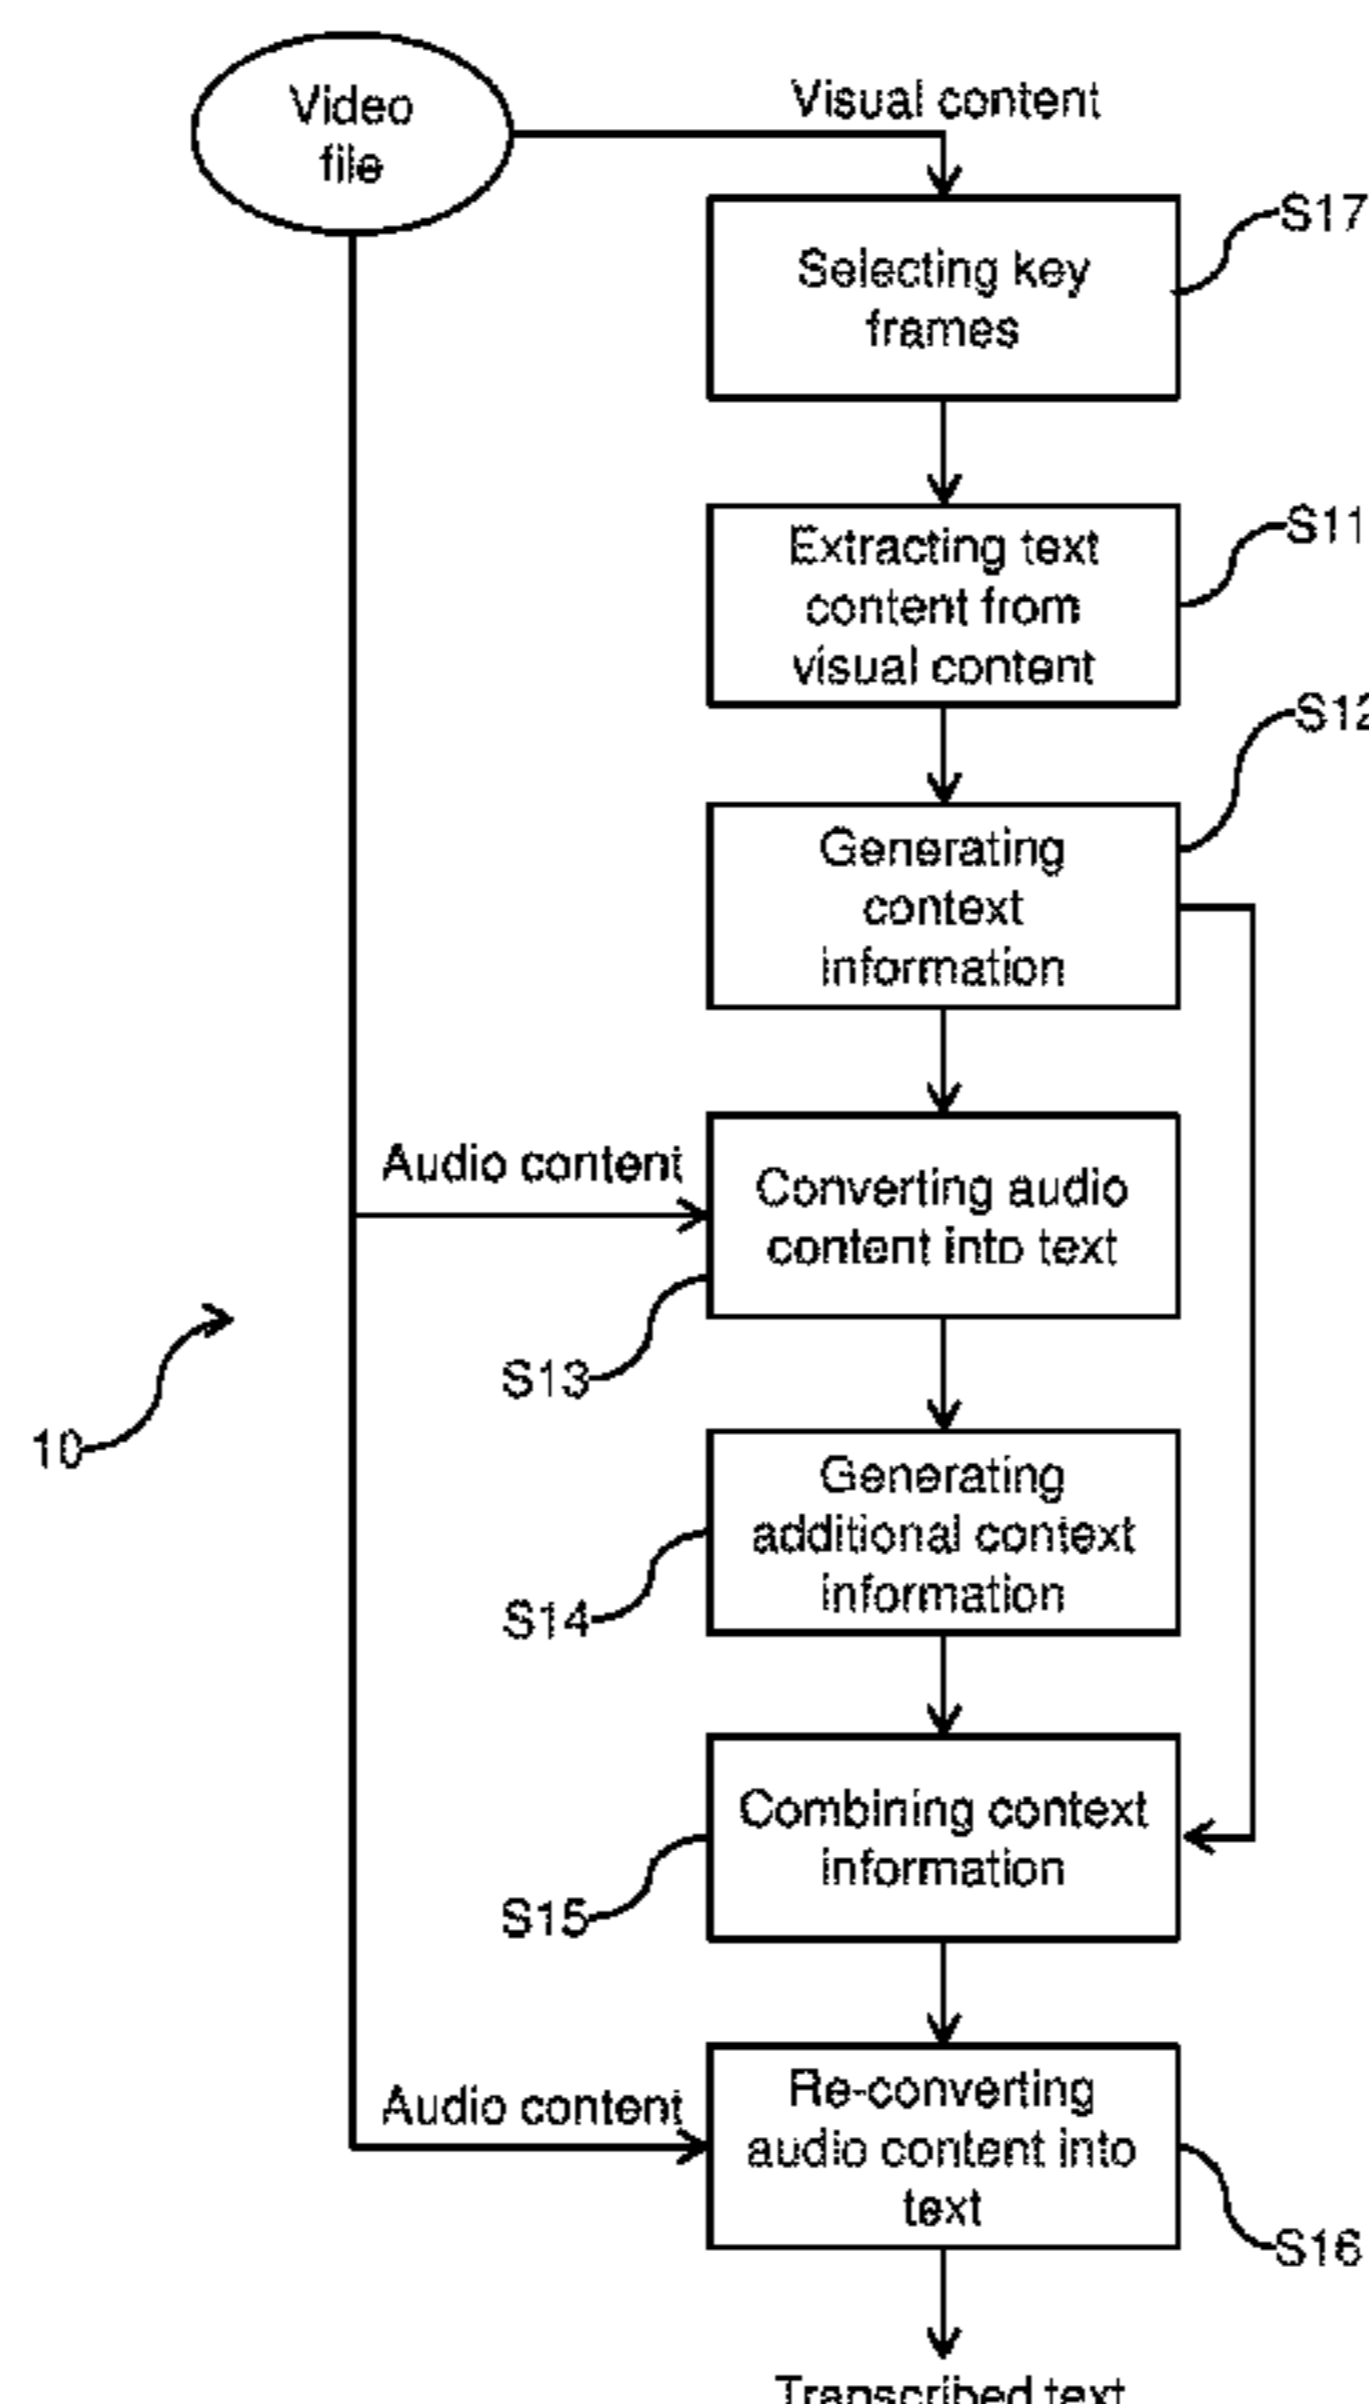 Video
file
Visual content
S17
Selecting key
frames
S11
Extracting text
content from
visual content
S12
Generating
context
information
Audio content
Converting audio
content into text
S13
10
Generating
additional context
information
S14
Combining context
information
S15
Audio content
Re-converting
audio content into
text
S16
Transcribed text